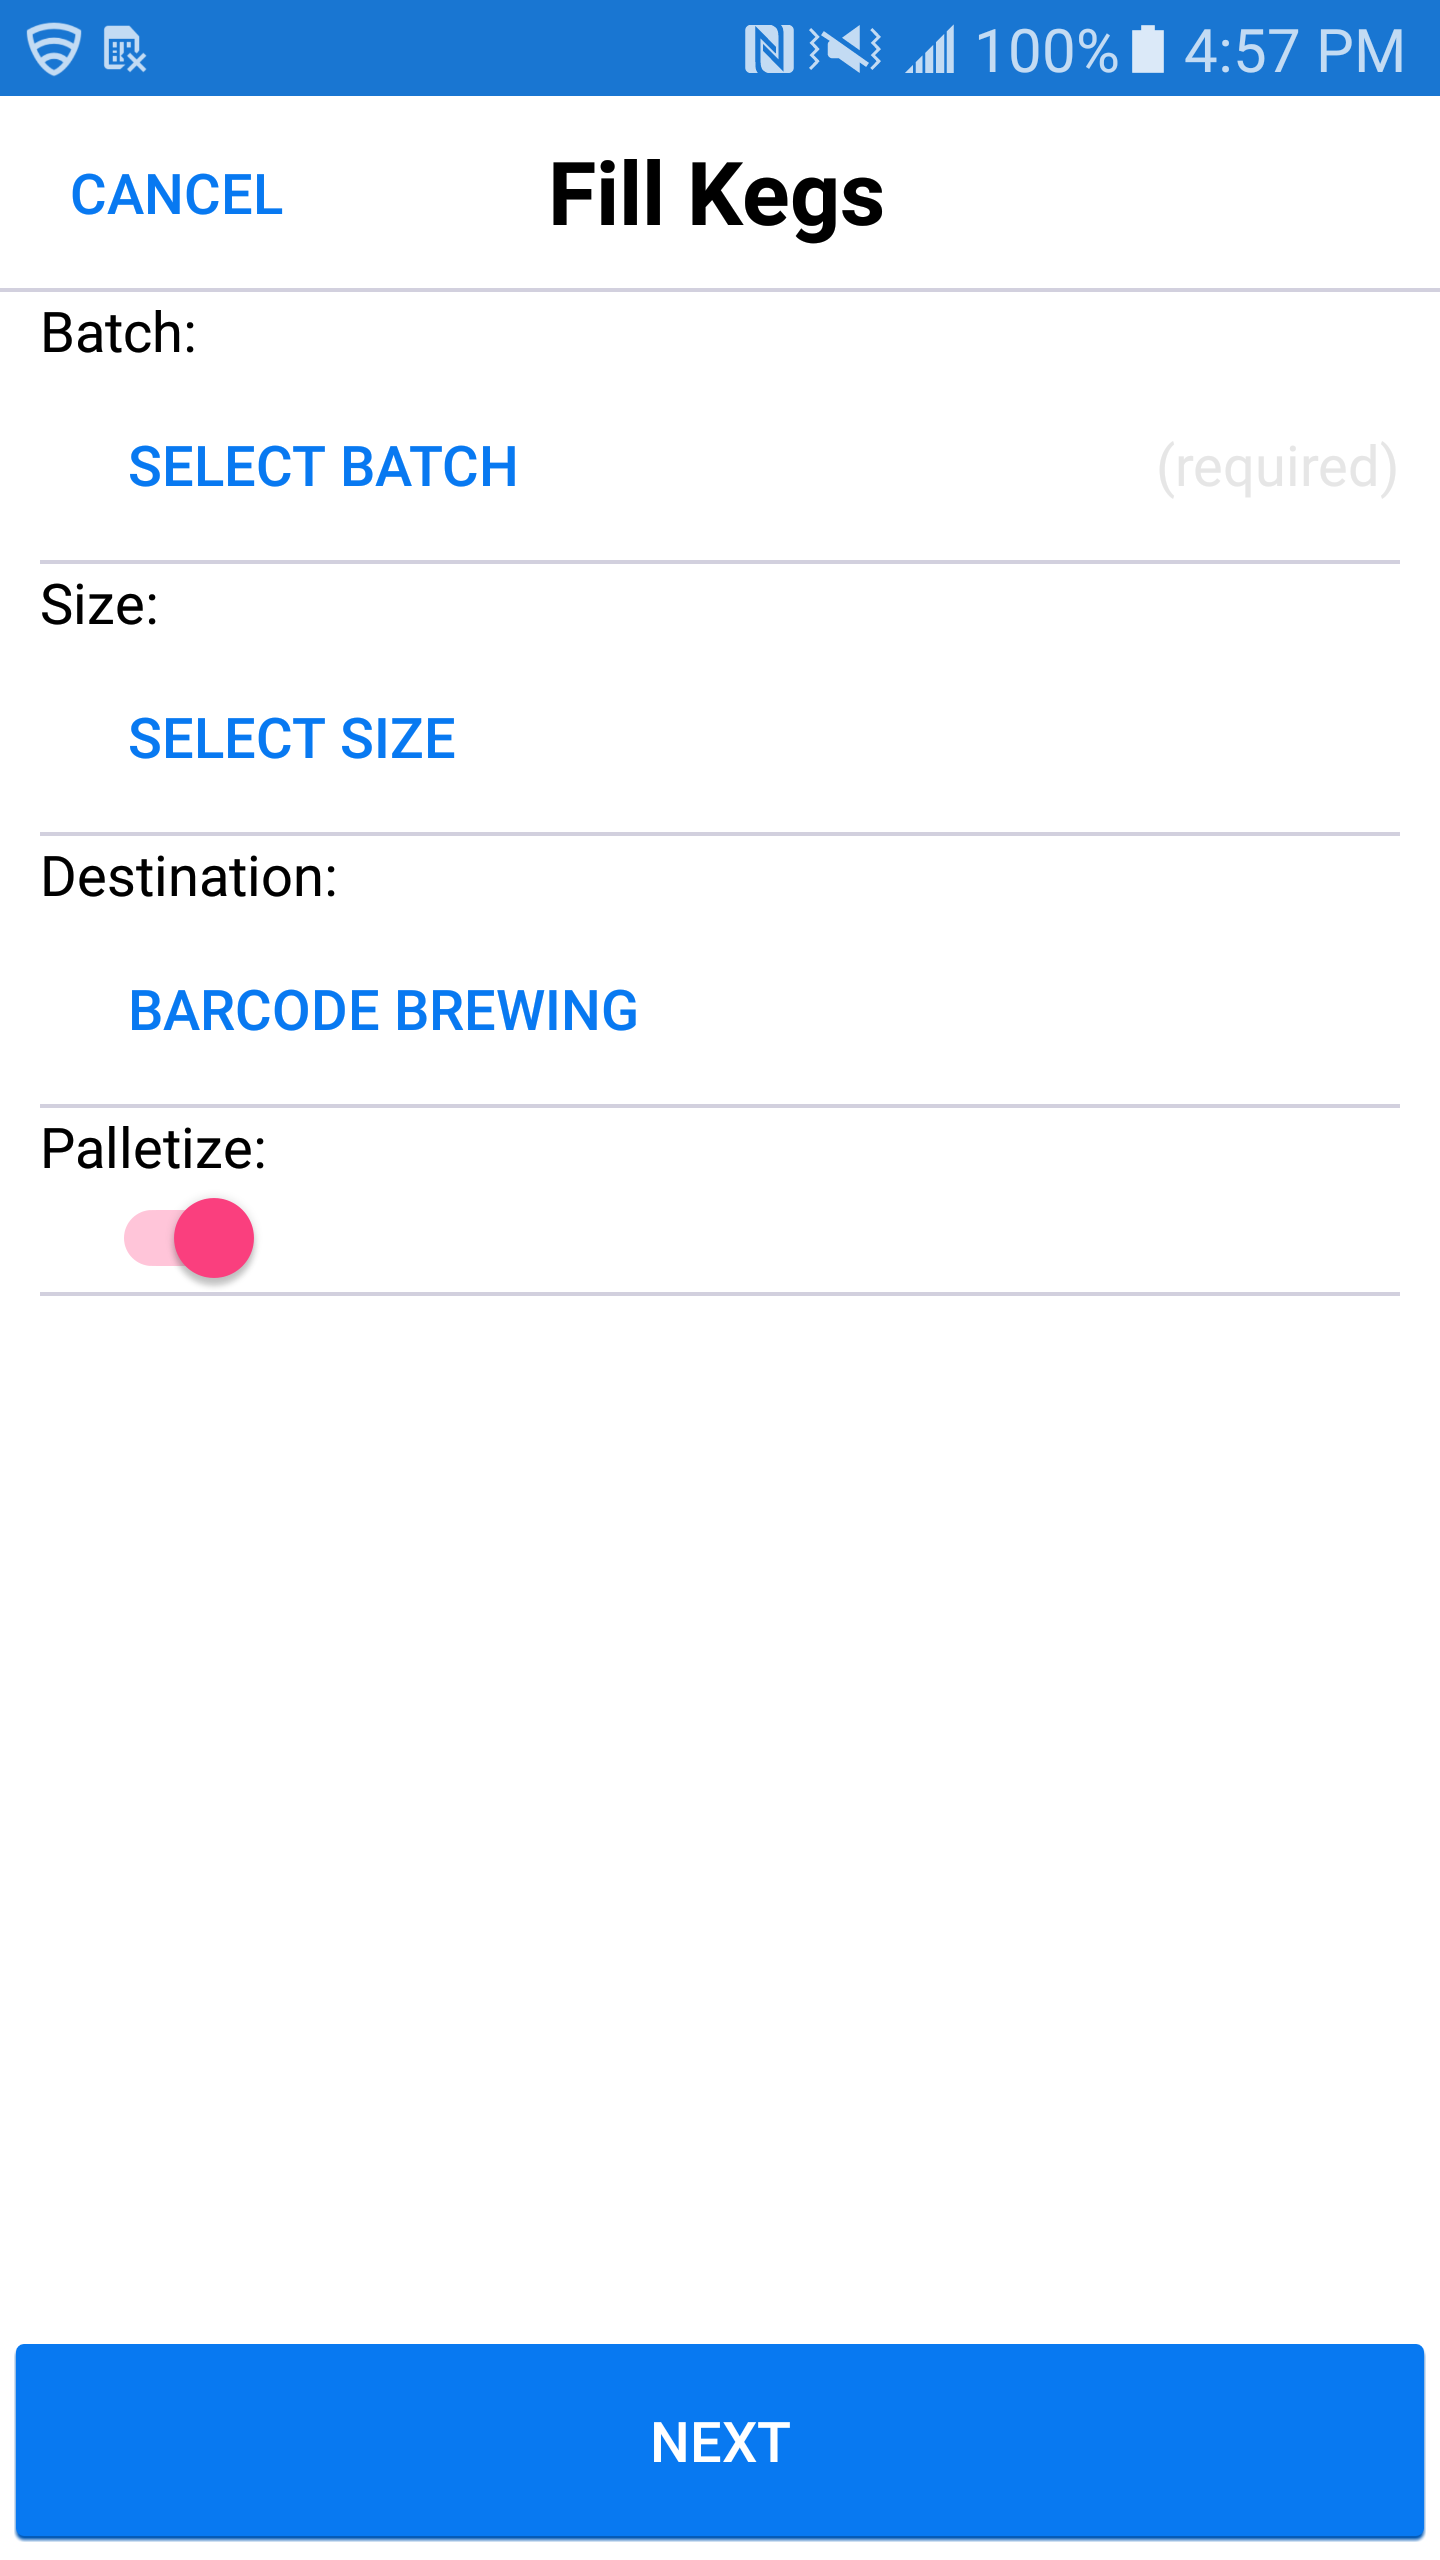 100% 4:57 PM
CANCEL Fill Kegs
Batch:
SELECT BATCH (required)
Size:
SELECT SIZE
Destination:
BARCODE BREWING
Palletize:
NEXT